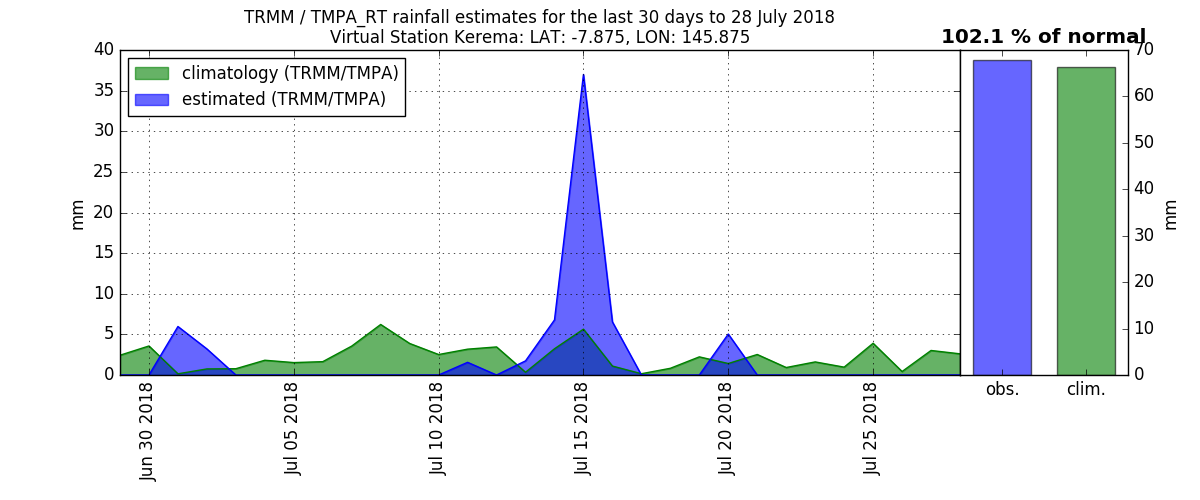 TRMM / TMPA_RT rainfall estimates for the last 30 days to 28 July 2018
Virtual Station Kerema: LAT: -7.875, LON: 145.875
102.1 % of normal
climatology (TRMM/TMPA)
estimated (TRMM/TMPA)
mm
40
35
30
25
20
15
10
5
0
Jun 30 2018
Jul 05 2018
Jul 10 2018
Jul 15 2018
Jul 20 2018
Jul 25 2018
obs.
clim.
70
60
50
40
30
20
10
0
mm